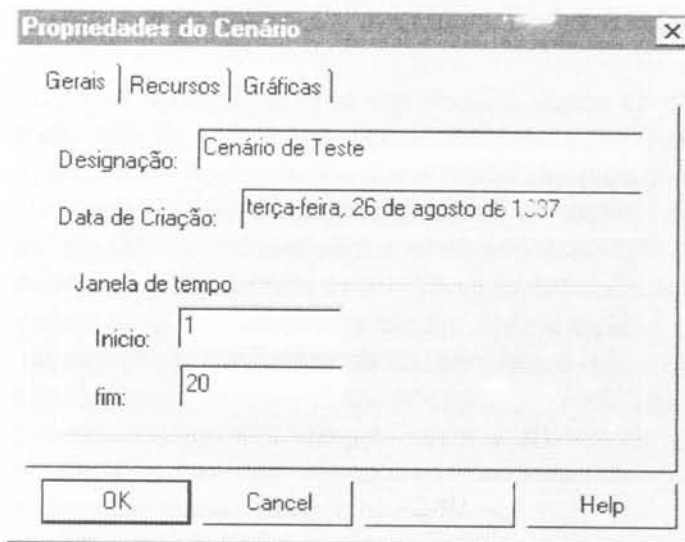 Propriedades do Cenário
Gerais Recursos Gráficas
Designação: Cenário de Teste
Data de Criação: terça-feira, 26 de agosto de
Janela de tempo
Inicio: 1
fim: 20
OK Cancel Help